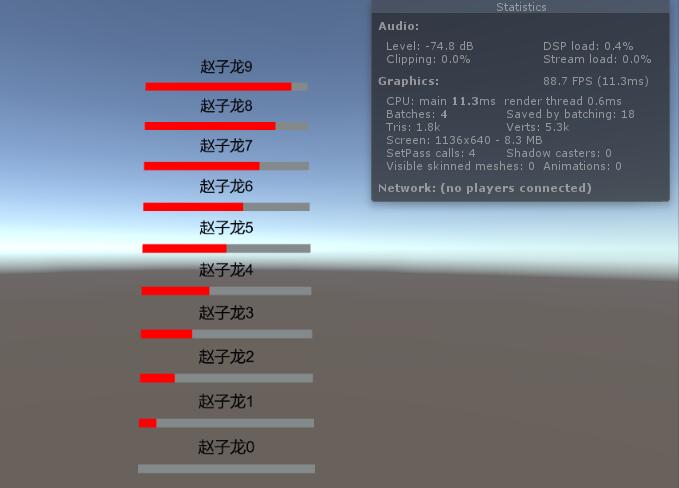 赵子龙9
赵子龙8
赵子龙7
赵子龙6
赵子龙5
赵子龙4
赵子龙3
赵子龙2
赵子龙1
赵子龙0
Statistics
Audio:
Level: -74.8 dB DSP load: 0.4%
Clipping: 0.0% Stream load: 0.0%
Graphics: 88.7 FPS (11.3ms)
CPU: main 11.3ms render thread 0.6ms
Batches: 4 Saved by batching: 18
Tris: 1.8k Verts: 5.3k
Screen: 1136x640 - 8.3 MB
SetPass calls: 4 Shadow casters: 0
Visible skinned meshes: 0 Animations: 0
Network: (no players connected)